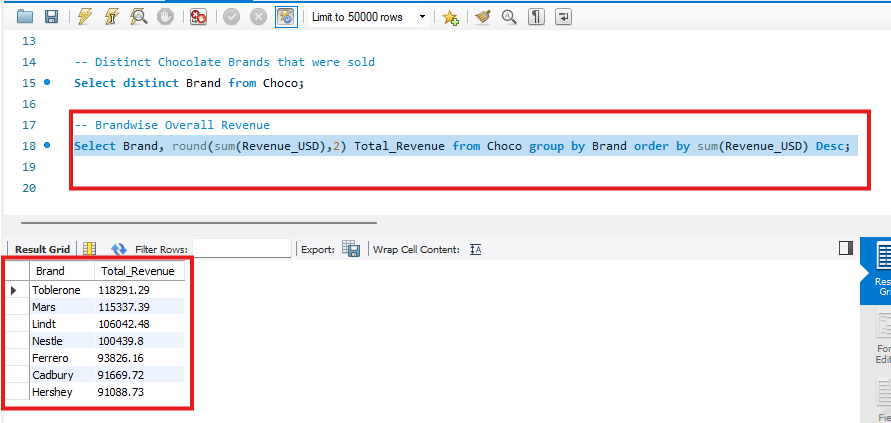 Limit to 50000 rows
13
14 -- Distinct Chocolate Brands that were sold
15 Select distinct Brand from Choco;
16
17 -- Brandwise Overall Revenue
18 Select Brand, round(sum(Revenue_USD),2) Total_Revenue from Choco group by Brand order by sum(Revenue_USD) Desc;
19
20
Result Grid Filter Rows: Export: Wrap Cell Content: IA
Brand Total_Revenue
Toblerone 118291.29
Mars 115337.39
Lindt 106042.48
Nestle 100439.8
Ferrero 93826.16
Cadbury 91669.72
Hershey 91088.73
Res
Gri
For
Edit
Fie